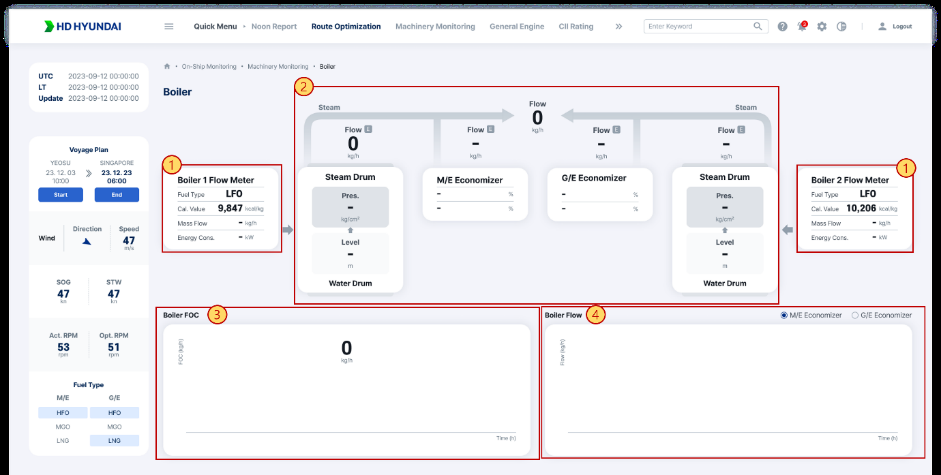 HD HYUNDAI
Quick Menu • Noon Report Route Optimization Machinery Monitoring General Engine CII Rating »
Enter Keyword
Logout
UTC 2023-09-12 00:00:00
LT 2023-09-12 00:00:00
Update 2023-09-12 00:00:00
On-Ship Monitoring • Machinery Monitoring • Boiler
Boiler
Voyage Plan
YEOSU SINGAPORE
23. 12. 03 » 23. 12. 23
10:00 06:00
Start End
Wind Direction Speed
47
m/s
SOG STW
47 47
kn kn
Act. RPM Opt. RPM
53 51
rpm rpm
Fuel Type
M/E G/E
HFO HFO
MGO MGO
LNG LNG
1
Boiler 1 Flow Meter
Fuel Type LFO
Cal. Value 9,847 kcal/kg
Mass Flow - kg/h
Energy Cons. - kW
2
Steam Flow Steam
0
kg/h
Flow E Flow E Flow E Flow E
0 - - -
kg/h kg/h kg/h kg/h
Steam Drum
Pres.
-
kg/cm²
Level
-
m
Water Drum
M/E Economizer
- %
- %
G/E Economizer
- %
- %
Steam Drum
Pres.
-
kg/cm²
Level
-
m
Water Drum
1
Boiler 2 Flow Meter
Fuel Type LFO
Cal. Value 10,206 kcal/kg
Mass Flow - kg/h
Energy Cons. - kW
Boiler FOC 3
FOC (kg/h)
0
kg/h
Time (h)
Boiler Flow 4 M/E Economizer G/E Economizer
Flow (kg/h)
Time (h)